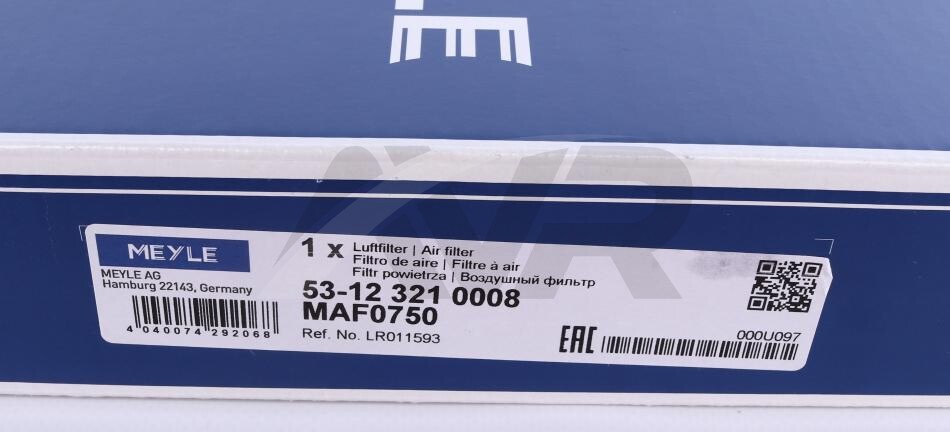 LE
MEYLE
MEYLE AG
Hamburg 22143, Germany
4 040074 292068
1 x Luftfilter | Air filter
Filtro de aire | Filtre à air
Filtr powietrza | Воздушный фильтр
53-12 321 0008
MAF0750
Ref. No. LR011593
EAC
000U097